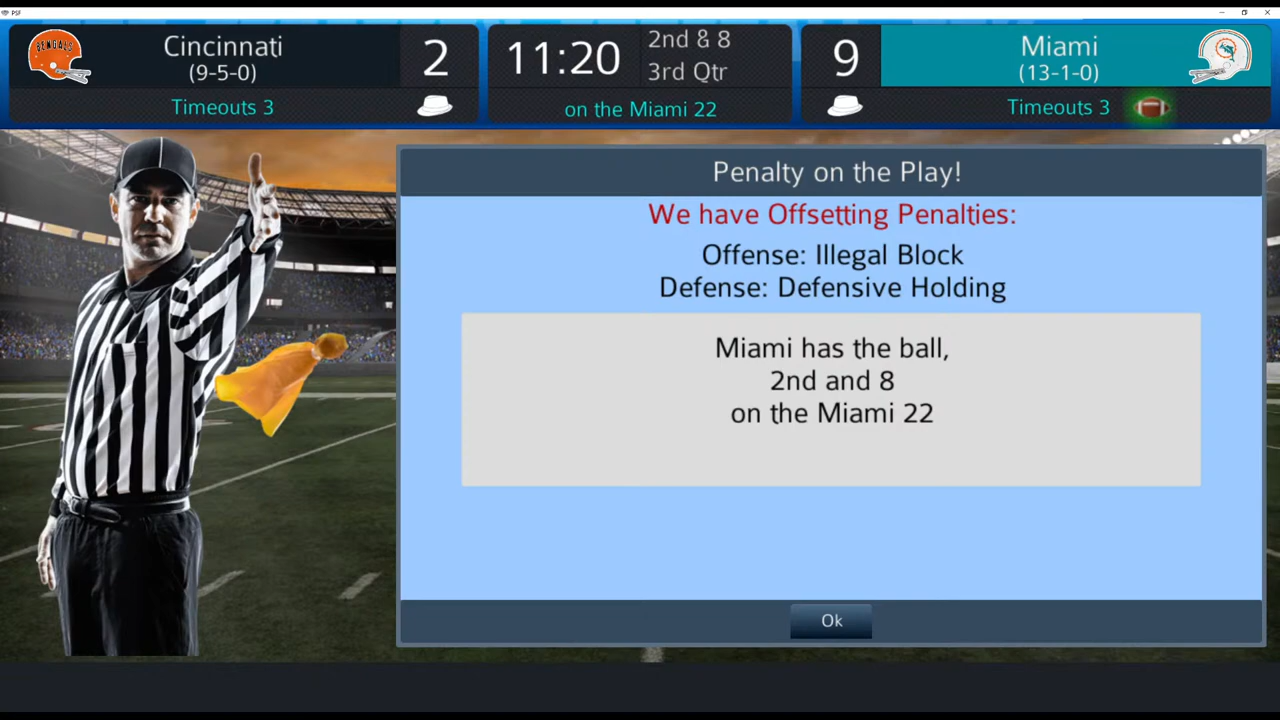 PSF
BENGALS
Cincinnati
(9-5-0)
2
Timeouts 3
11:20
2nd & 8
3rd Qtr
on the Miami 22
9
Miami
(13-1-0)
Timeouts 3
Penalty on the Play!
We have Offsetting Penalties:
Offense: Illegal Block
Defense: Defensive Holding
Miami has the ball,
2nd and 8
on the Miami 22
Ok